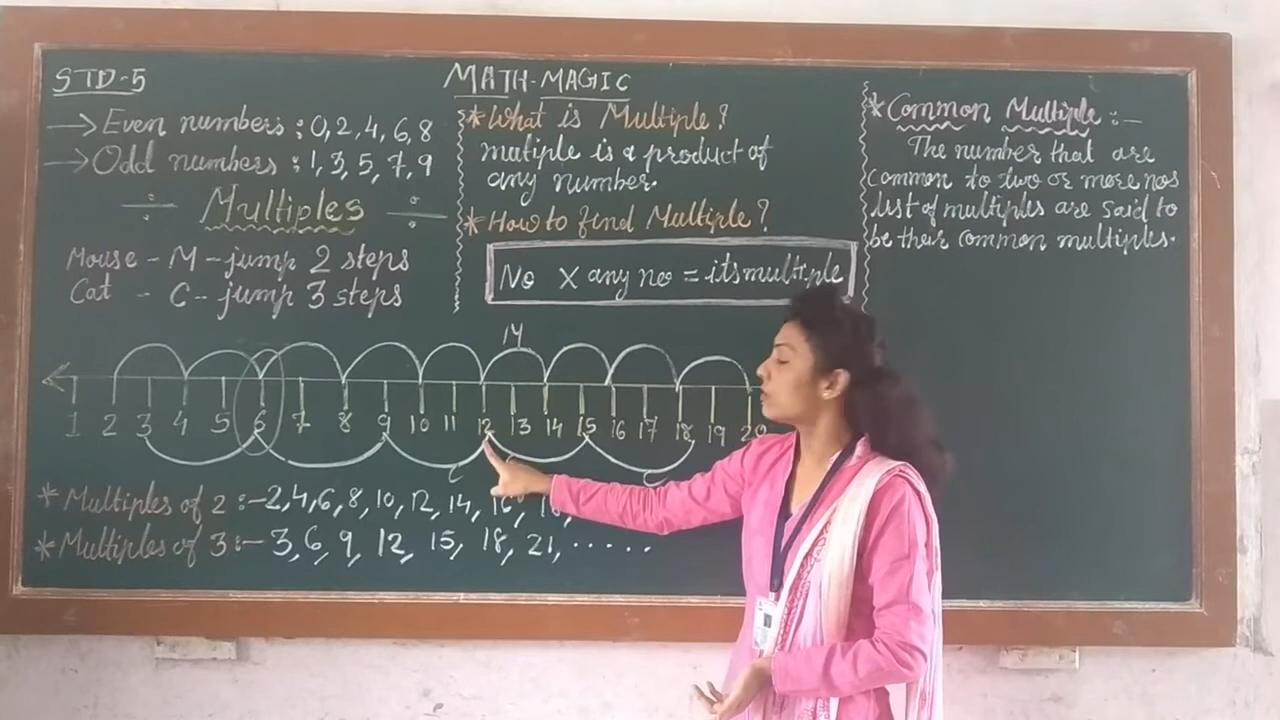 STD-5
→ Even numbers : 0, 2, 4, 6, 8
→ Odd numbers : 1, 3, 5, 7, 9
÷ Multiples ÷
Mouse - M - jump 2 steps
Cat - C - jump 3 steps
MATH-MAGIC
* What is Multiple?
mutiple is a product of
any number.
* How to find Multiple?
No X any no = its multiple
* Common Multiple :-
The number that are
common to two or more nos
list of multiples are said to
be their common multiples.
M
1 2 3 4 5 6 7 8 9 10 11 12 13 14 15 16 17 18 19 20
C C
* Multiples of 2 :- 2, 4, 6, 8, 10, 12, 14, 16, 18,
* Multiples of 3 :- 3, 6, 9, 12, 15, 18, 21, .....